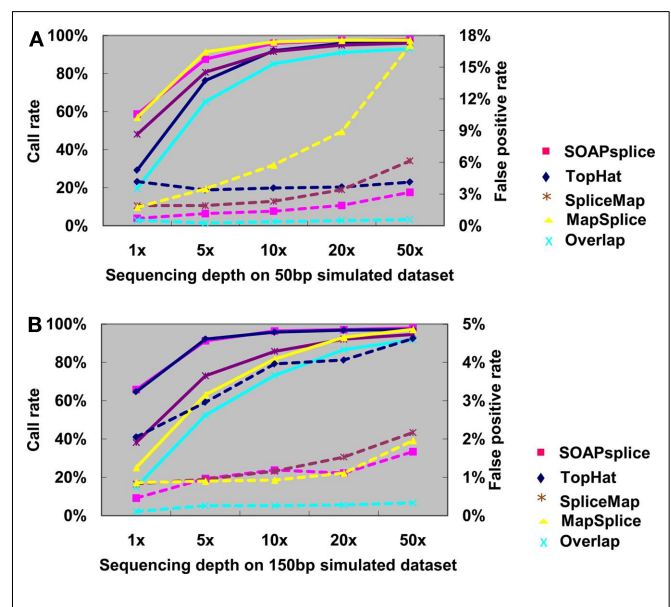 A
100%
80%
60%
40%
20%
0%
Call rate
18%
15%
12%
9%
6%
3%
0%
False positive rate
1x 5x 10x 20x 50x
Sequencing depth on 50bp simulated dataset
SOAPsplice
TopHat
SpliceMap
MapSplice
Overlap
B
100%
80%
60%
40%
20%
0%
Call rate
5%
4%
3%
2%
1%
0%
False positive rate
1x 5x 10x 20x 50x
Sequencing depth on 150bp simulated dataset
SOAPsplice
TopHat
SpliceMap
MapSplice
Overlap